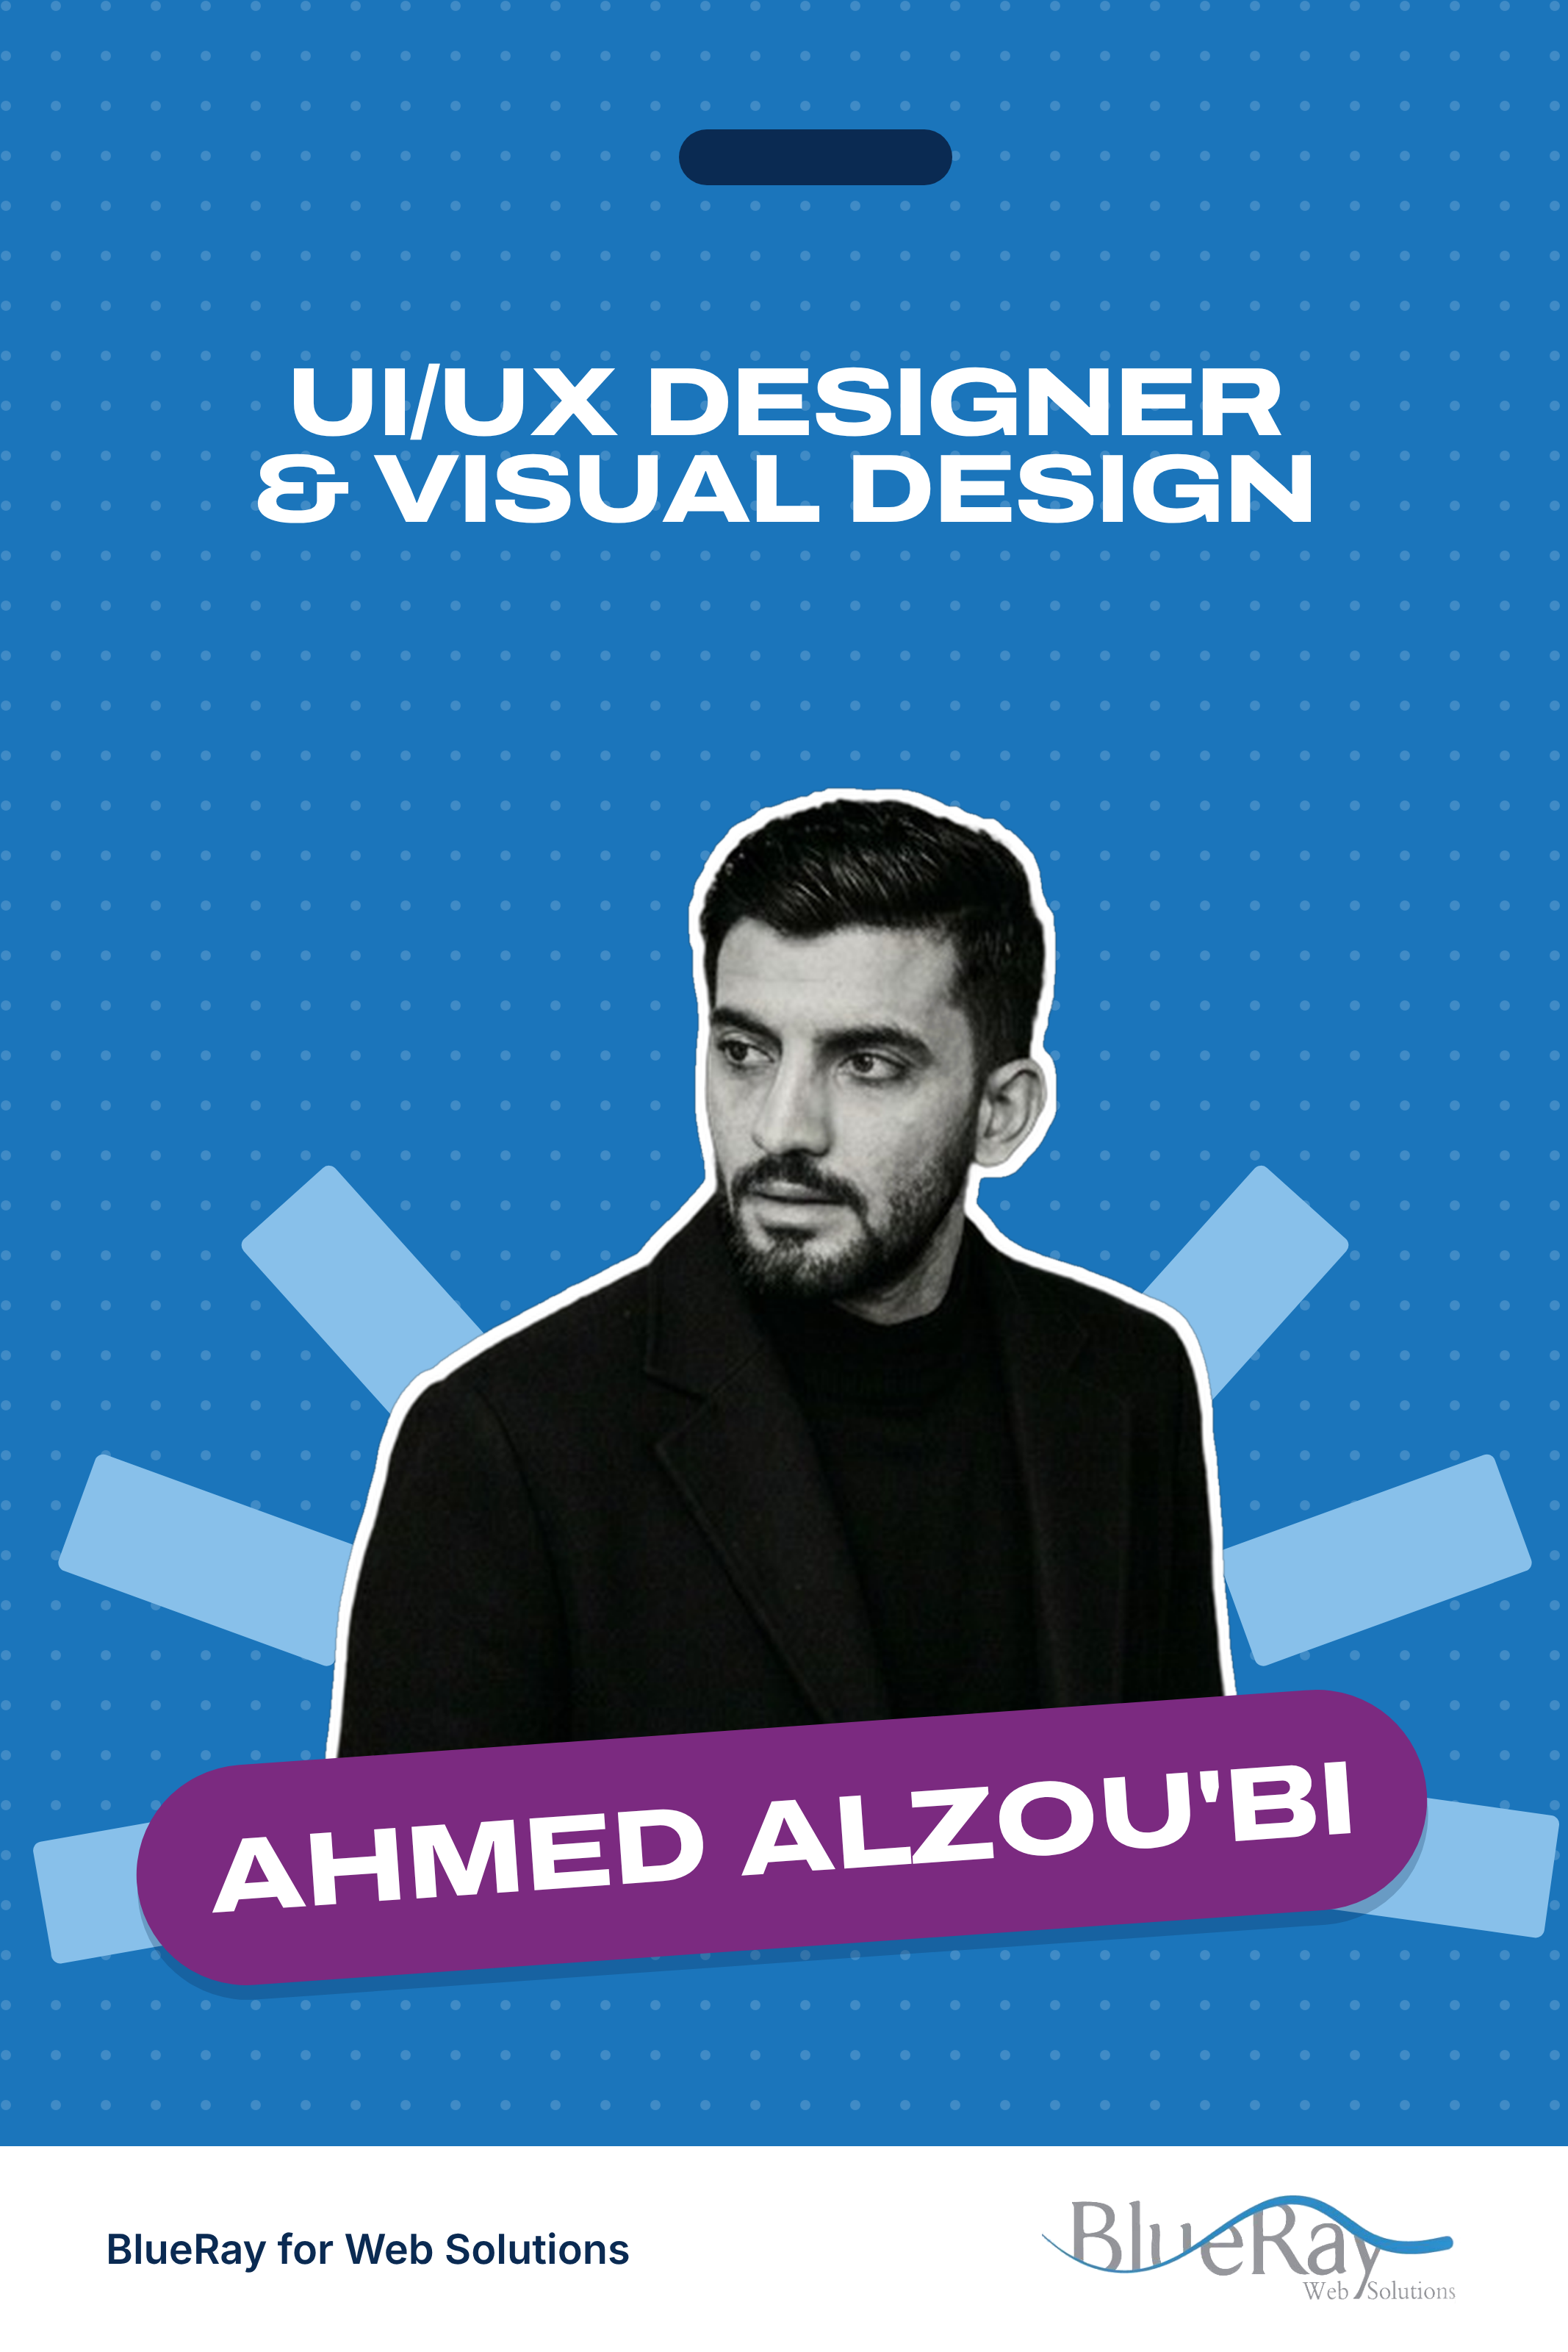 UI/UX DESIGNER
& VISUAL DESIGN
AHMED ALZOU'BI
BlueRay for Web Solutions
BlueRay
Web Solutions